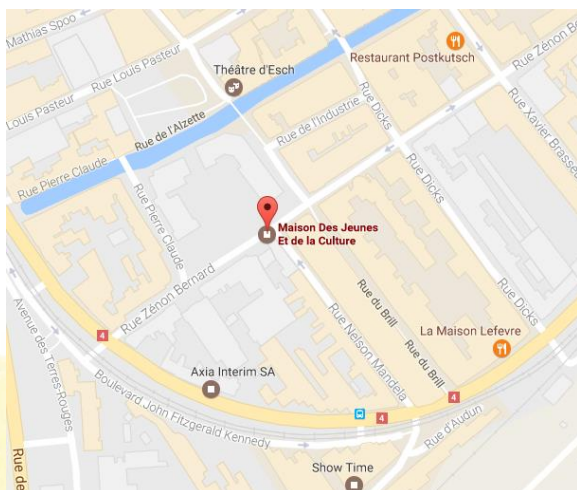 Mathias Spoo
Rue Louis Pasteur
Louis Pasteur
Théâtre d'Esch
Restaurant Postkutsch
Rue Zénon B
Rue de l'Alzette
Rue de l'Industrie
Rue Dicks
Rue Xavier Brasse
Rue Pierre Claude
Rue Pierre Claude
Rue Dicks
Maison Des Jeunes
Et de la Culture
Rue Zénon Bernard
Rue du Brill
Rue Nelson Mandela
Rue Dicks
4
La Maison Lefevre
Avenue des Terres-Rouges
Axia Interim SA
Rue du Brill
4
Boulevard John Fitzgerald Kennedy
4
Rue d'Audun
Rue de
Show Time